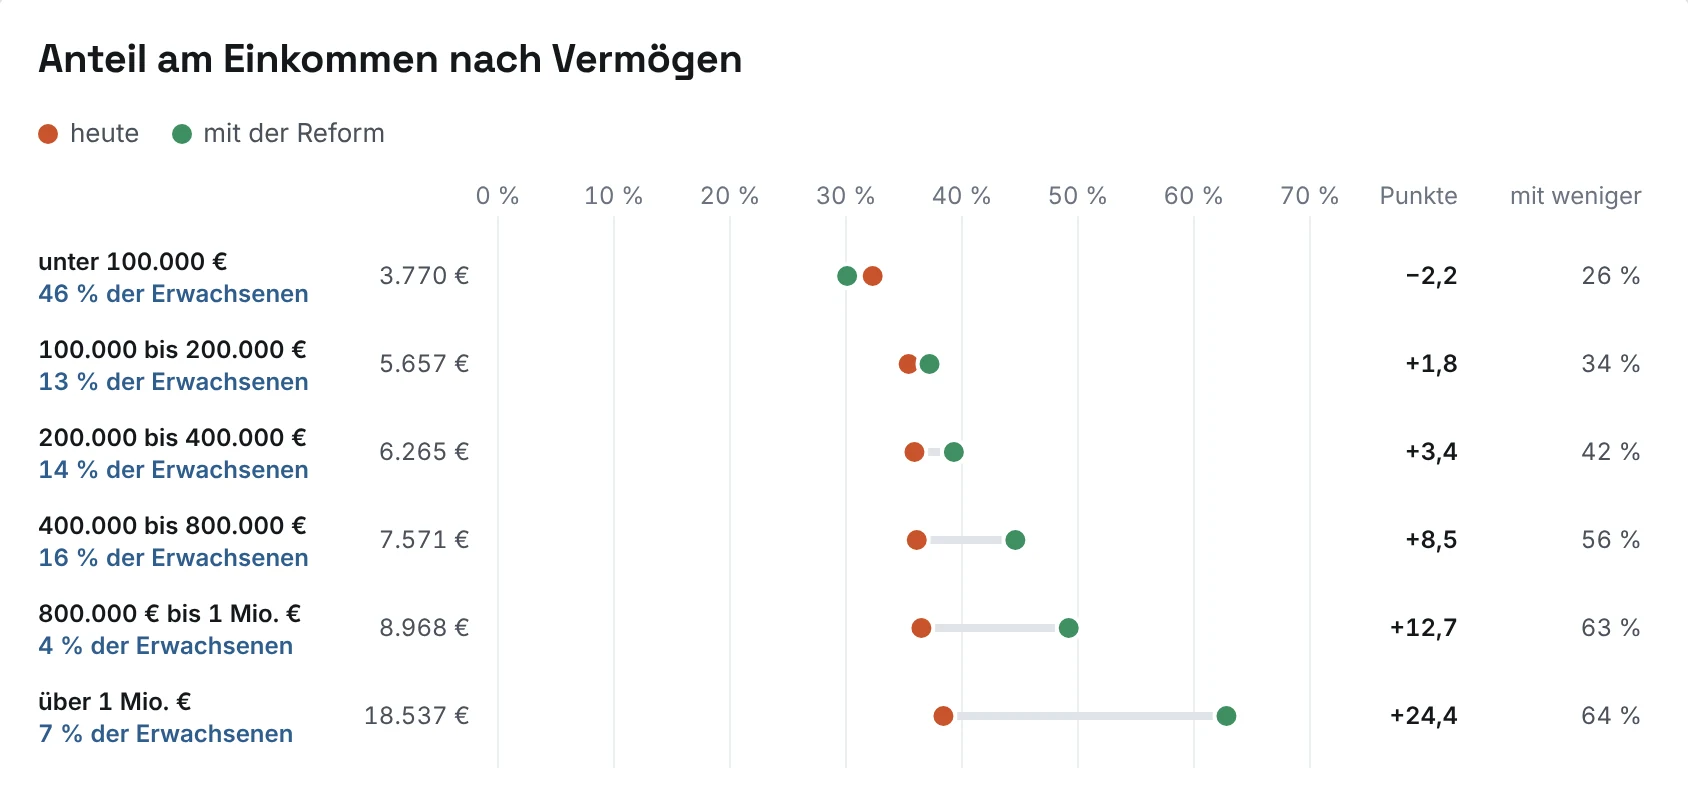 Anteil am Einkommen nach Vermögen
heute mit der Reform
0 % 10 % 20 % 30 % 40 % 50 % 60 % 70 % Punkte mit weniger
unter 100.000 €
46 % der Erwachsenen
3.770 € −2,2 26 %
100.000 bis 200.000 €
13 % der Erwachsenen
5.657 € +1,8 34 %
200.000 bis 400.000 €
14 % der Erwachsenen
6.265 € +3,4 42 %
400.000 bis 800.000 €
16 % der Erwachsenen
7.571 € +8,5 56 %
800.000 € bis 1 Mio. €
4 % der Erwachsenen
8.968 € +12,7 63 %
über 1 Mio. €
7 % der Erwachsenen
18.537 € +24,4 64 %